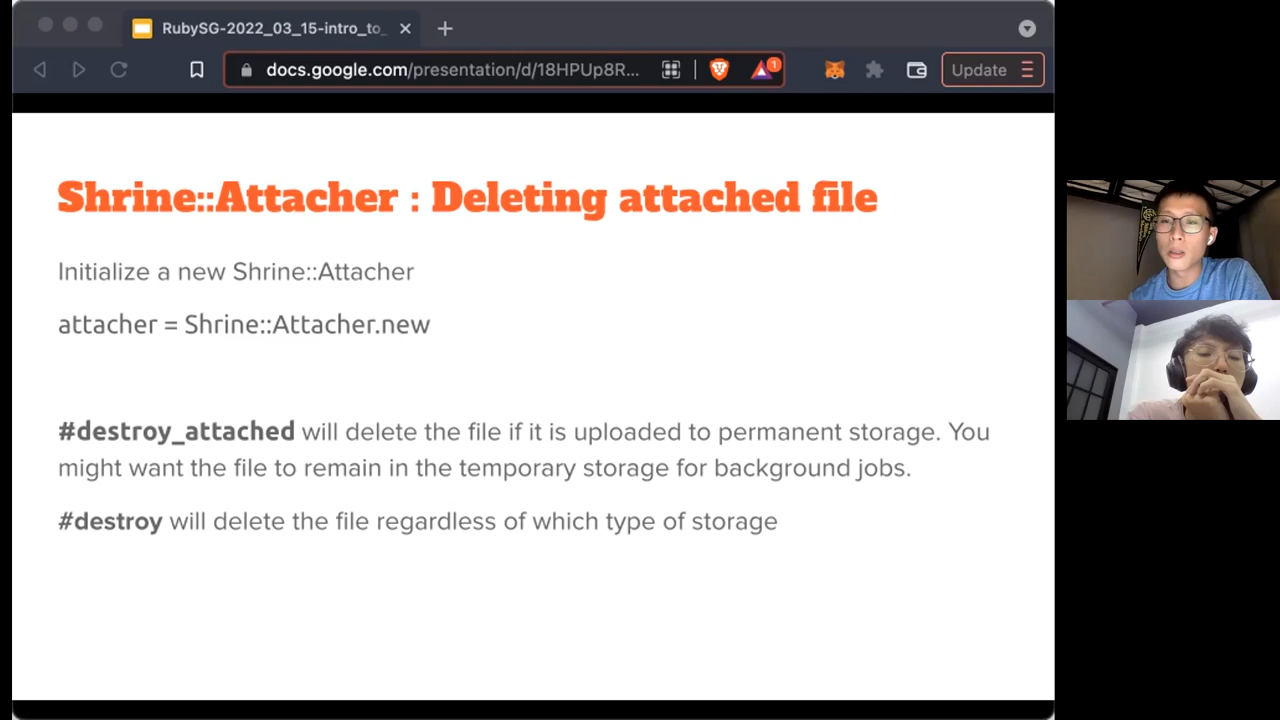 RubySG-2022_03_15-intro_to_
docs.google.com/presentation/d/18HPUp8R...
1
Update
Shrine::Attacher : Deleting attached file
Initialize a new Shrine::Attacher
attacher = Shrine::Attacher.new
#destroy_attached will delete the file if it is uploaded to permanent storage. You
might want the file to remain in the temporary storage for background jobs.
#destroy will delete the file regardless of which type of storage